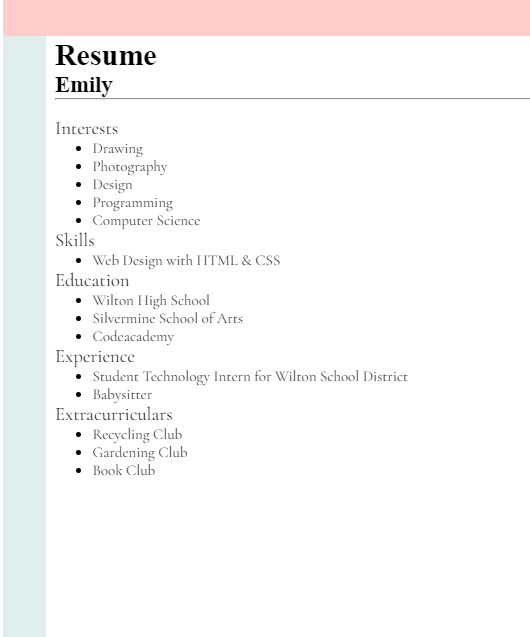 Resume
Emily
Interests
Drawing
Photography
Design
Programming
Computer Science
Skills
Web Design with HTML & CSS
Education
Wilton High School
Silvermine School of Arts
Codeacademy
Experience
Student Technology Intern for Wilton School District
Babysitter
Extracurriculars
Recycling Club
Gardening Club
Book Club